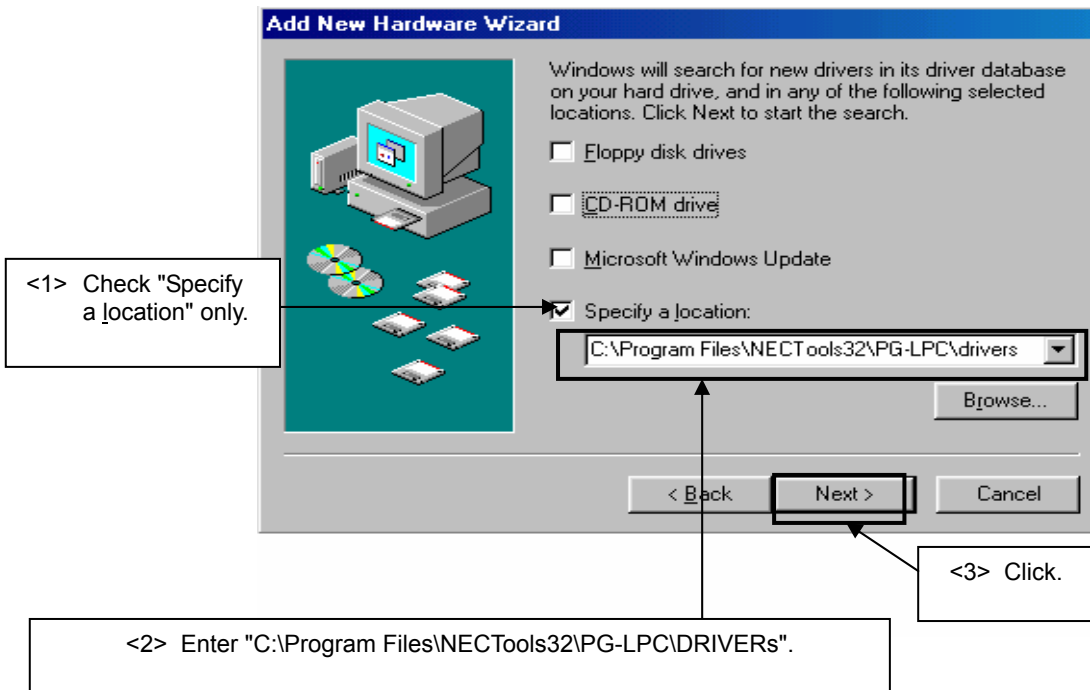 Add New Hardware Wizard
Windows will search for new drivers in its driver database
on your hard drive, and in any of the following selected
locations. Click Next to start the search.
Floppy disk drives
CD-ROM drive
Microsoft Windows Update
<1> Check "Specify
a location" only.
Specify a location:
C:\Program Files\NECTools32\PG-LPC\drivers
Browse...
< Back
Next >
Cancel
<3> Click.
<2> Enter "C:\Program Files\NECTools32\PG-LPC\DRIVERs".